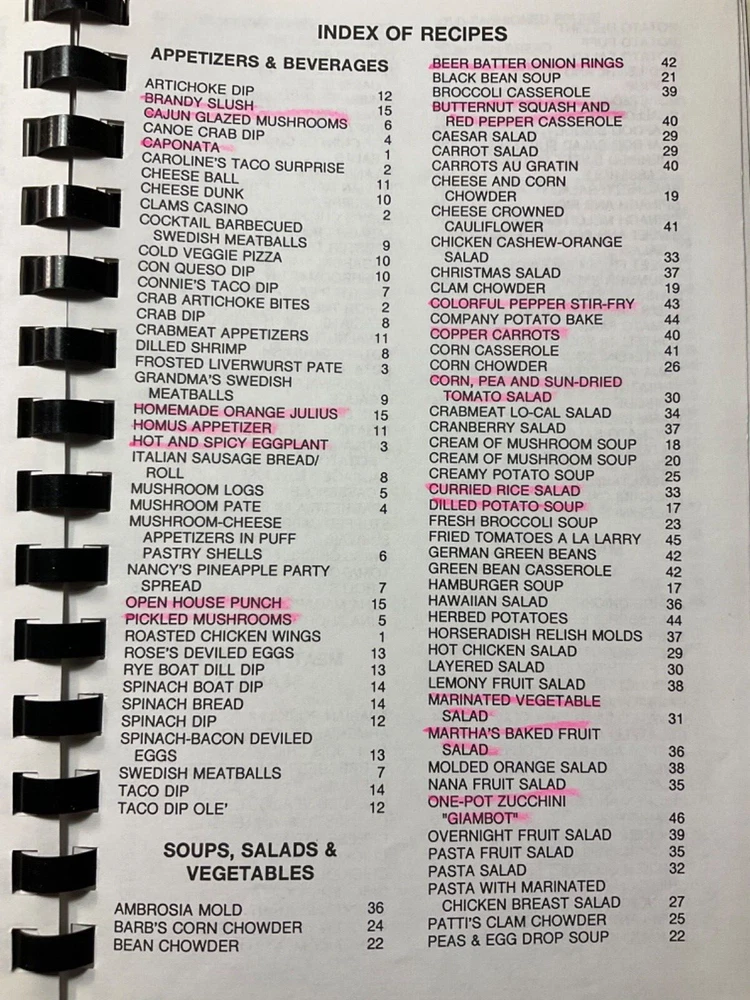 INDEX OF RECIPES
APPETIZERS & BEVERAGES
ARTICHOKE DIP 12
BRANDY SLUSH 15
CAJUN GLAZED MUSHROOMS 6
CANOE CRAB DIP 4
CAPONATA 1
CAROLINE'S TACO SURPRISE 2
CHEESE BALL 11
CHEESE DUNK 10
CLAMS CASINO 2
COCKTAIL BARBECUED
SWEDISH MEATBALLS 9
COLD VEGGIE PIZZA 10
CON QUESO DIP 10
CONNIE'S TACO DIP 7
CRAB ARTICHOKE BITES 2
CRAB DIP 8
CRABMEAT APPETIZERS 11
DILLED SHRIMP 8
FROSTED LIVERWURST PATE 3
GRANDMA'S SWEDISH
MEATBALLS 9
HOMEMADE ORANGE JULIUS 15
HOMUS APPETIZER 11
HOT AND SPICY EGGPLANT 3
ITALIAN SAUSAGE BREAD/
ROLL 8
MUSHROOM LOGS 5
MUSHROOM PATE 4
MUSHROOM-CHEESE
APPETIZERS IN PUFF
PASTRY SHELLS 6
NANCY'S PINEAPPLE PARTY
SPREAD 7
OPEN HOUSE PUNCH 15
PICKLED MUSHROOMS 5
ROASTED CHICKEN WINGS 1
ROSE'S DEVILED EGGS 13
RYE BOAT DILL DIP 13
SPINACH BOAT DIP 14
SPINACH BREAD 14
SPINACH DIP 12
SPINACH-BACON DEVILED
EGGS 13
SWEDISH MEATBALLS 7
TACO DIP 14
TACO DIP OLE' 12
SOUPS, SALADS &
VEGETABLES
AMBROSIA MOLD 36
BARB'S CORN CHOWDER 24
BEAN CHOWDER 22
BEER BATTER ONION RINGS 42
BLACK BEAN SOUP 21
BROCCOLI CASSEROLE 39
BUTTERNUT SQUASH AND
RED PEPPER CASSEROLE 40
CAESAR SALAD 29
CARROT SALAD 29
CARROTS AU GRATIN 40
CHEESE AND CORN
CHOWDER 19
CHEESE CROWNED
CAULIFLOWER 41
CHICKEN CASHEW-ORANGE
SALAD 33
CHRISTMAS SALAD 37
CLAM CHOWDER 19
COLORFUL PEPPER STIR-FRY 43
COMPANY POTATO BAKE 44
COPPER CARROTS 40
CORN CASSEROLE 41
CORN CHOWDER 26
CORN, PEA AND SUN-DRIED
TOMATO SALAD 30
CRABMEAT LO-CAL SALAD 34
CRANBERRY SALAD 37
CREAM OF MUSHROOM SOUP 18
CREAM OF MUSHROOM SOUP 20
CREAMY POTATO SOUP 25
CURRIED RICE SALAD 33
DILLED POTATO SOUP 17
FRESH BROCCOLI SOUP 23
FRIED TOMATOES A LA LARRY 45
GERMAN GREEN BEANS 42
GREEN BEAN CASSEROLE 42
HAMBURGER SOUP 17
HAWAIIAN SALAD 36
HERBED POTATOES 44
HORSERADISH RELISH MOLDS 37
HOT CHICKEN SALAD 29
LAYERED SALAD 30
LEMONY FRUIT SALAD 38
MARINATED VEGETABLE
SALAD 31
MARTHA'S BAKED FRUIT
SALAD 36
MOLDED ORANGE SALAD 38
NANA FRUIT SALAD 35
ONE-POT ZUCCHINI
"GIAMBOT" 46
OVERNIGHT FRUIT SALAD 39
PASTA FRUIT SALAD 35
PASTA SALAD 32
PASTA WITH MARINATED
CHICKEN BREAST SALAD 27
PATTI'S CLAM CHOWDER 25
PEAS & EGG DROP SOUP 22